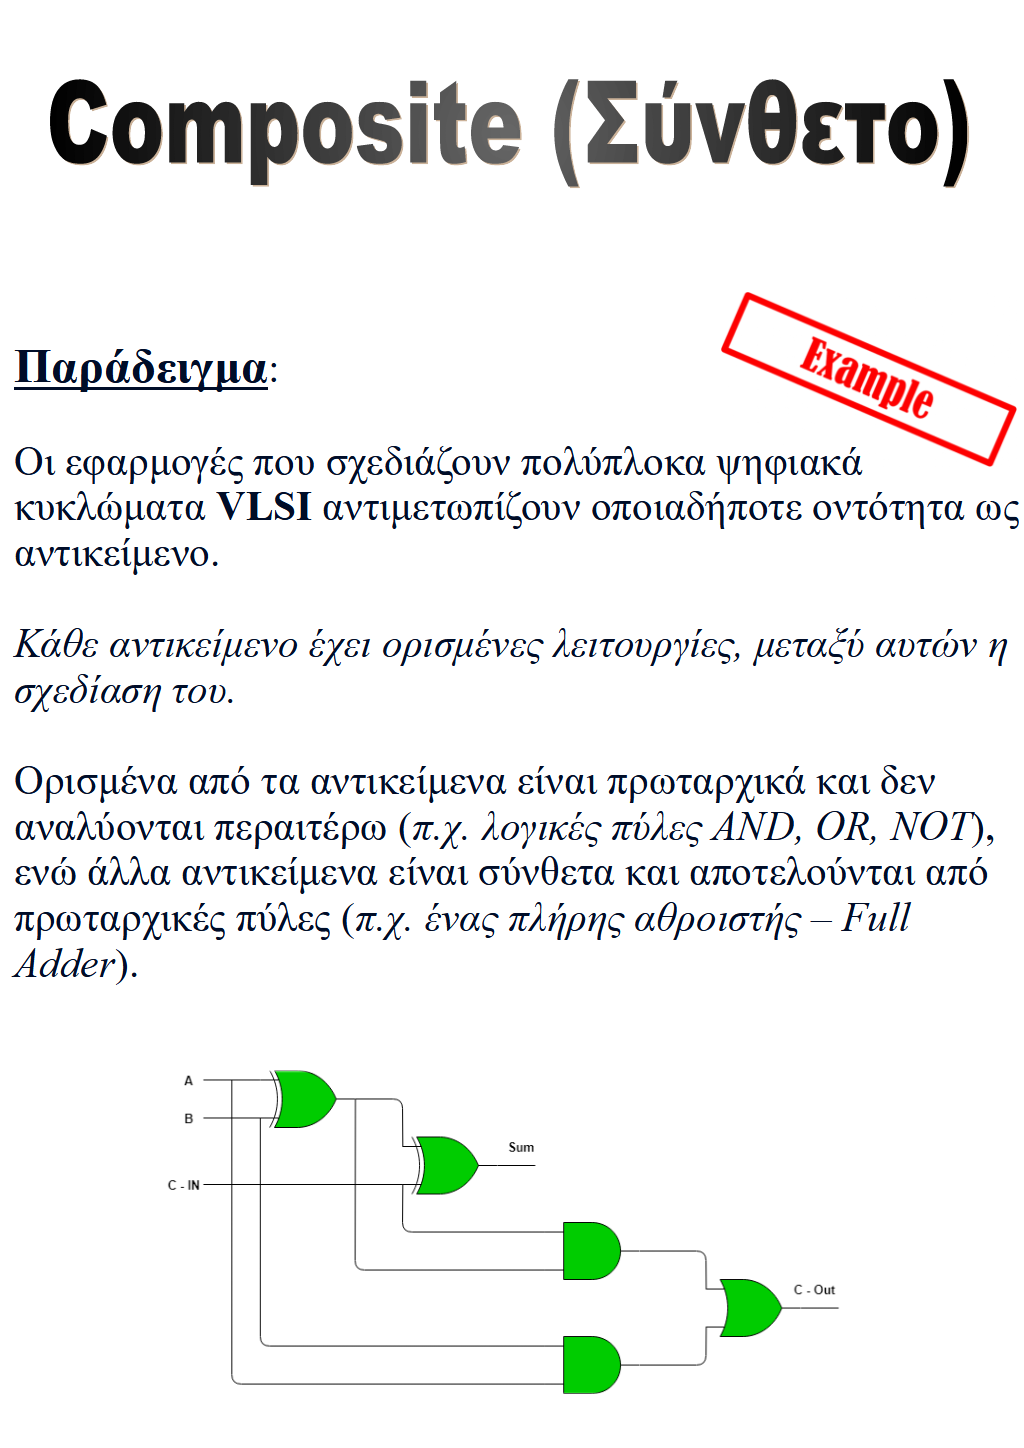 Composite (Σύνθετο)
Example
Παράδειγμα:
Οι εφαρμογές που σχεδιάζουν πολύπλοκα ψηφιακά
κυκλώματα VLSI αντιμετωπίζουν οποιαδήποτε οντότητα ως
αντικείμενο.
Κάθε αντικείμενο έχει ορισμένες λειτουργίες, μεταξύ αυτών η
σχεδίαση του.
Ορισμένα από τα αντικείμενα είναι πρωταρχικά και δεν
αναλύονται περαιτέρω (π.χ. λογικές πύλες AND, OR, NOT),
ενώ άλλα αντικείμενα είναι σύνθετα και αποτελούνται από
πρωταρχικές πύλες (π.χ. ένας πλήρης αθροιστής – Full
Adder).
A
B
Sum
C - IN
C - Out